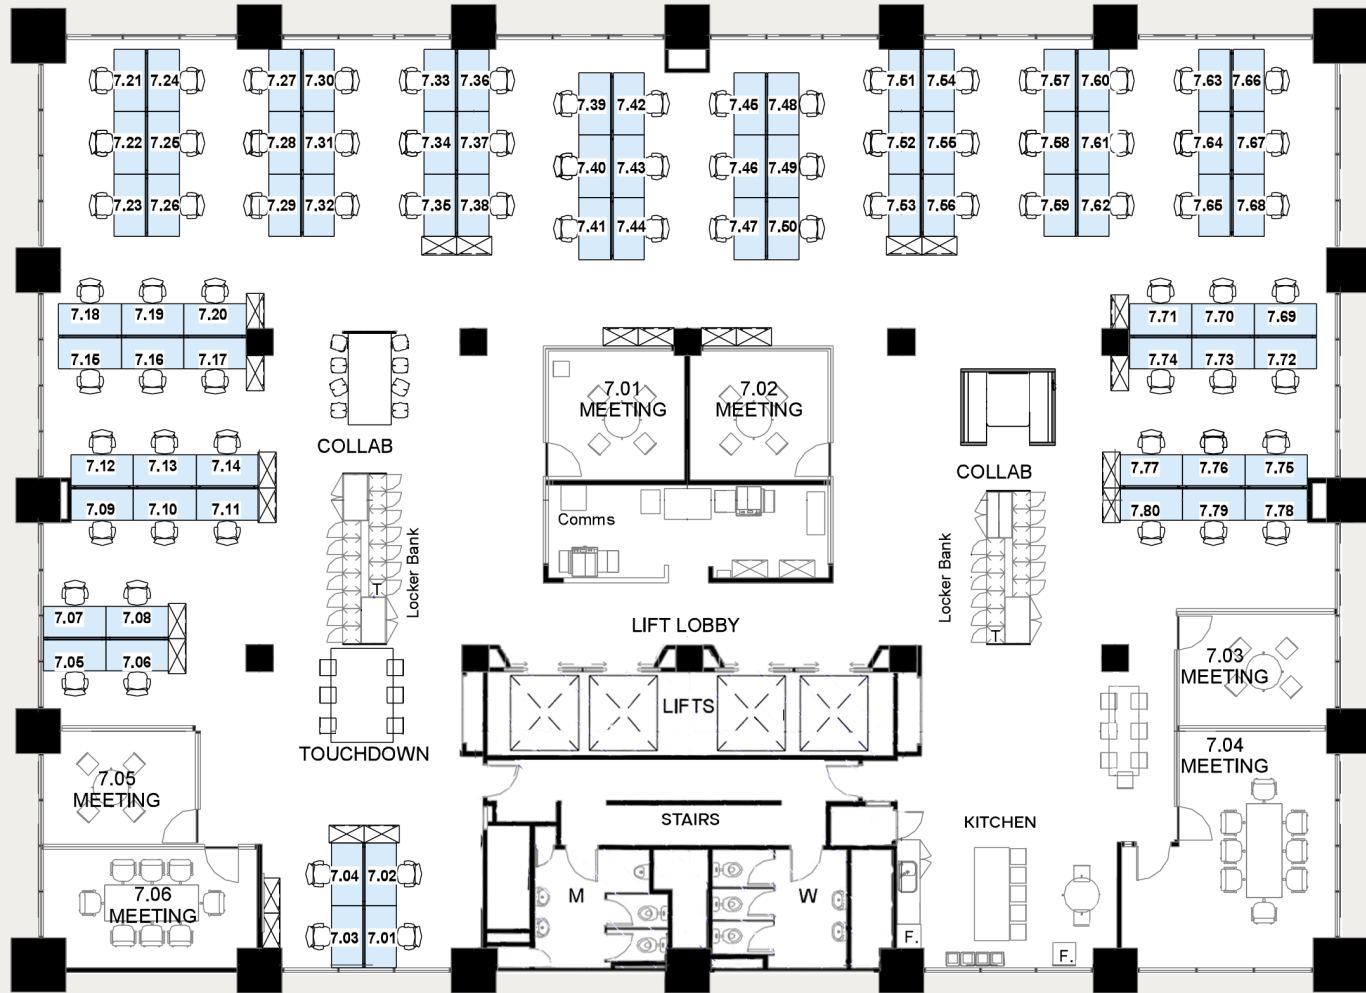 7.21 7.24 7.27 7.30 7.33 7.36 7.51 7.54 7.57 7.60 7.63 7.66
7.39 7.42 7.45 7.48
7.22 7.25 7.28 7.31 7.34 7.37 7.52 7.55 7.58 7.61 7.64 7.67
7.40 7.43 7.46 7.49
7.23 7.26 7.29 7.32 7.35 7.38 7.53 7.56 7.59 7.62 7.65 7.68
7.41 7.44 7.47 7.50
7.18 7.19 7.20 7.71 7.70 7.69
7.15 7.16 7.17 7.74 7.73 7.72
7.01
MEETING
7.02
MEETING
COLLAB
COLLAB
7.12 7.13 7.14 7.77 7.76 7.75
7.09 7.10 7.11 7.80 7.79 7.78
Comms
Locker Bank
T
Locker Bank
T
7.07 7.08
7.05 7.06
LIFT LOBBY
7.03
MEETING
LIFTS
TOUCHDOWN
7.04
MEETING
7.05
MEETING
STAIRS
KITCHEN
7.04 7.02
7.03 7.01
7.06
MEETING
M
W
F.
F.